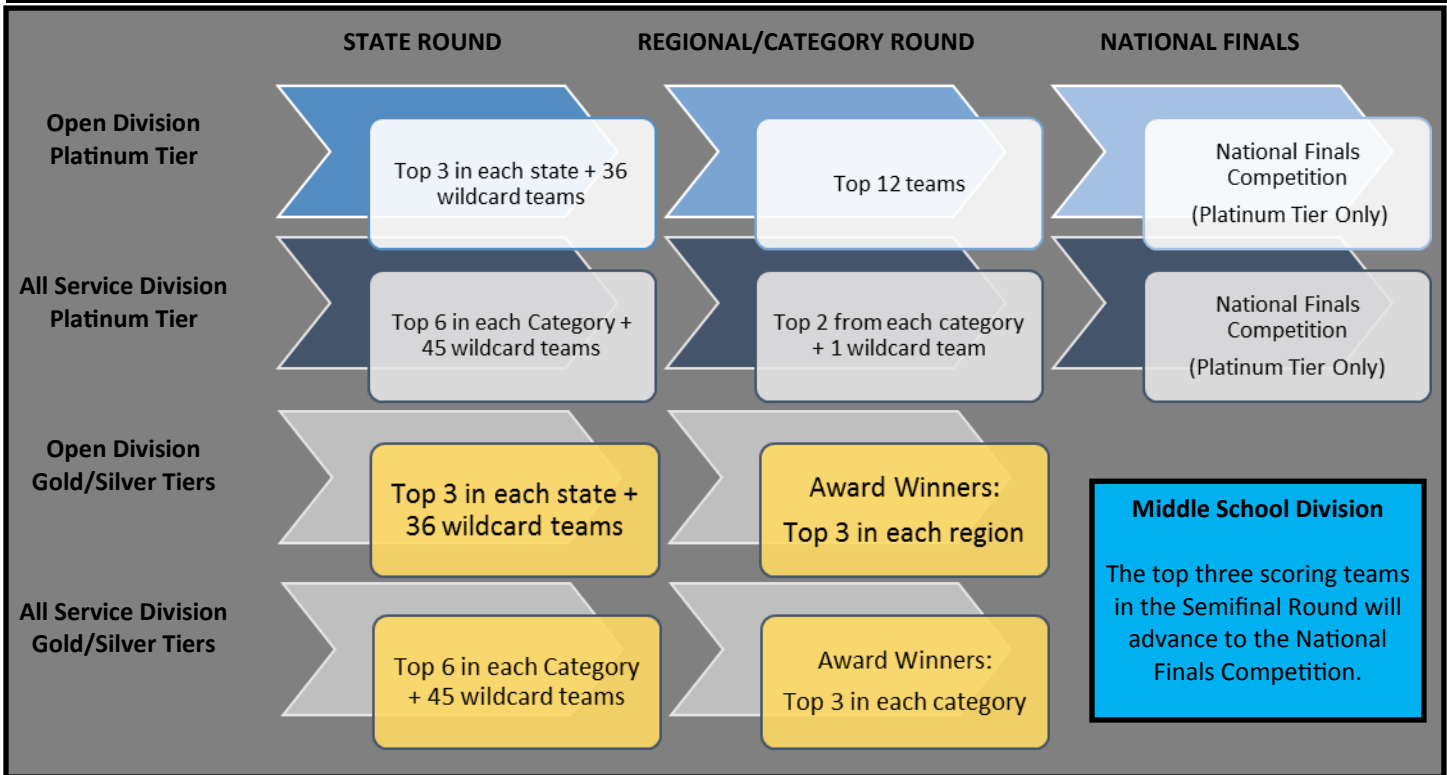 STATE ROUND
REGIONAL/CATEGORY ROUND
NATIONAL FINALS
Open Division
Platinum Tier
Top 3 in each state + 36
wildcard teams
Top 12 teams
National Finals
Competition
(Platinum Tier Only)
All Service Division
Platinum Tier
Top 6 in each Category +
45 wildcard teams
Top 2 from each category
+ 1 wildcard team
National Finals
Competition
(Platinum Tier Only)
Open Division
Gold/Silver Tiers
Top 3 in each state +
36 wildcard teams
Award Winners:
Top 3 in each region
All Service Division
Gold/Silver Tiers
Top 6 in each Category
+ 45 wildcard teams
Award Winners:
Top 3 in each category
Middle School Division
The top three scoring teams
in the Semifinal Round will
advance to the National
Finals Competition.